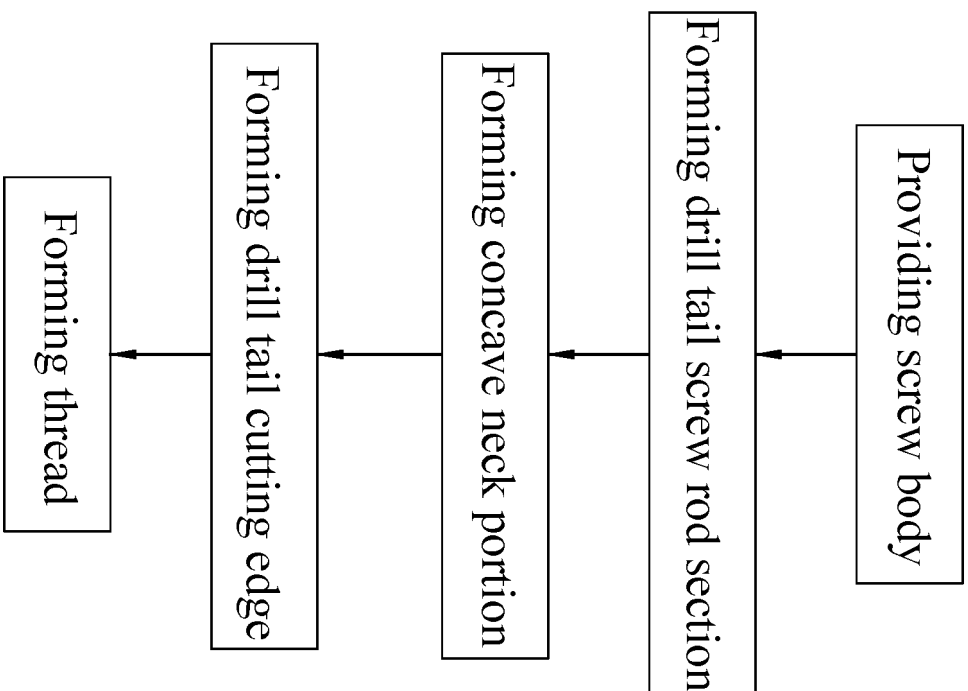 Providing screw body
Forming drill tail screw rod section
Forming concave neck portion
Forming drill tail cutting edge
Forming thread